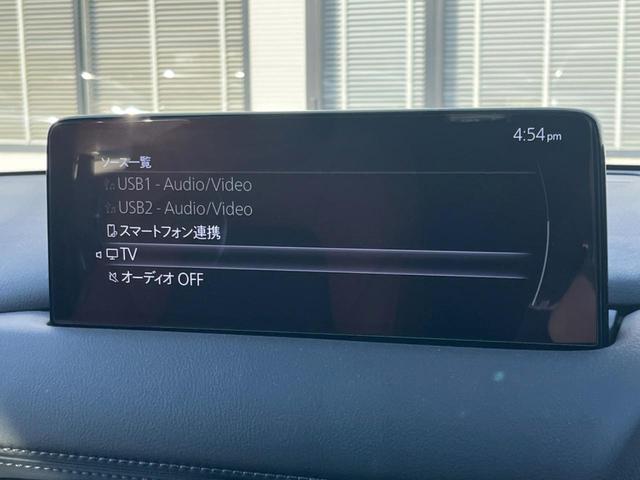 4:54pm
ソース一覧
USB1 - Audio/Video
USB2 - Audio/Video
スマートフォン連携
TV
オーディオ OFF